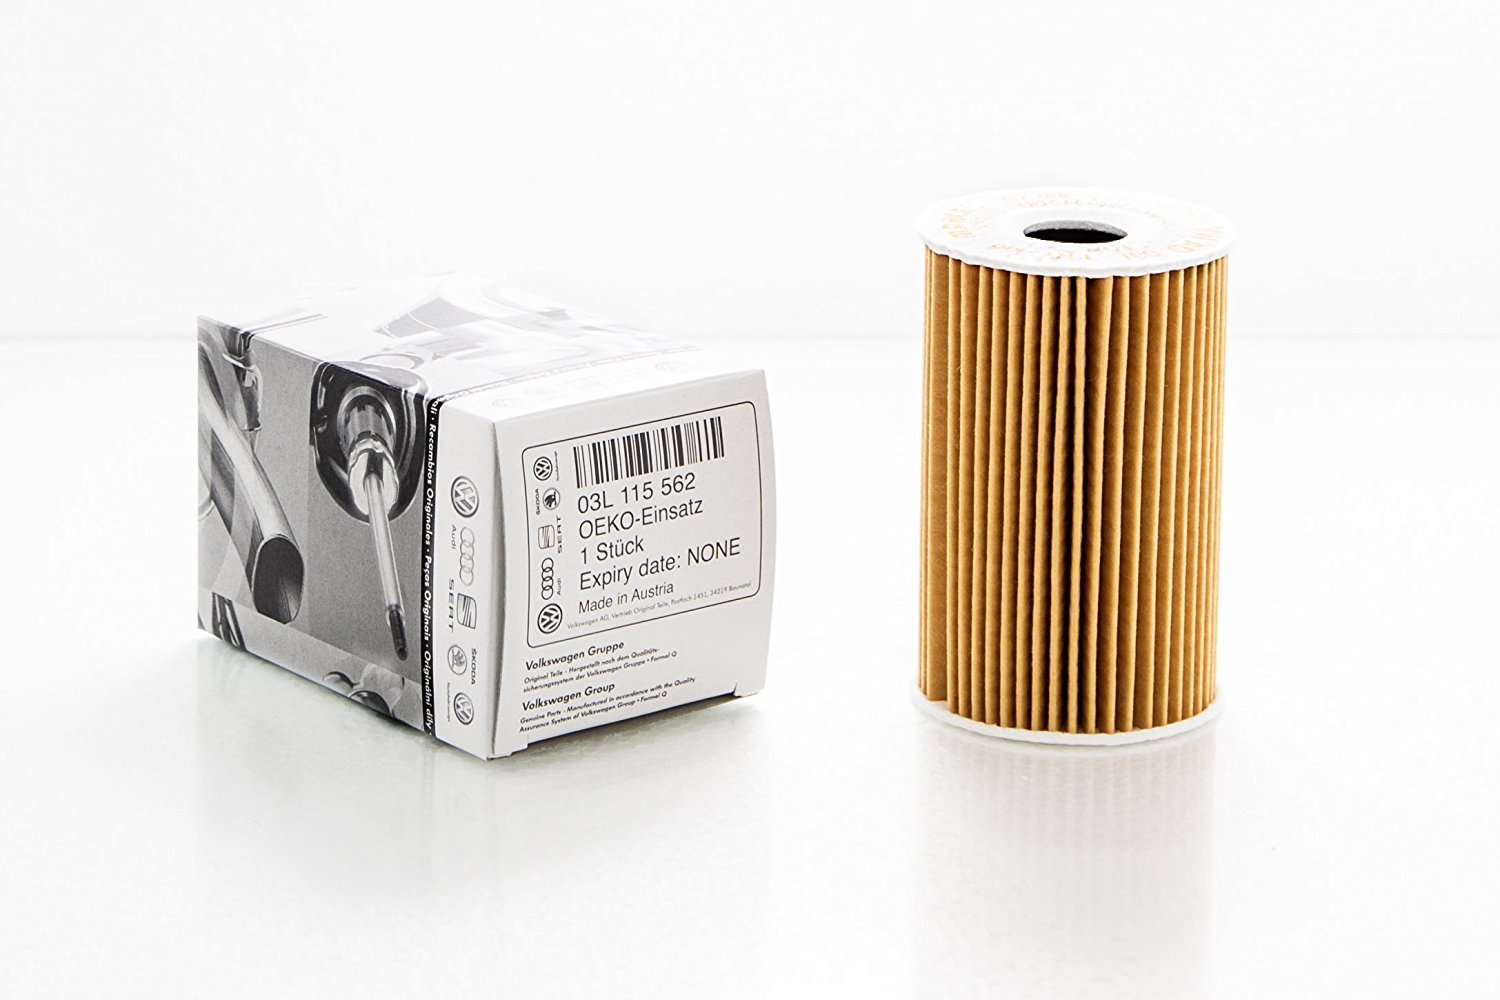 03L 115 562
OEKO-Einsatz
1 Stück
Expiry date: NONE
Made in Austria
Volkswagen AG, Vertrieb Original Teile, Postfach 1451, 34219 Baunatal
Audi
SEAT
ŠKODA
Volkswagen Gruppe
Original Teile - Hergestellt nach dem Qualitäts-
sicherungssystem der Volkswagen Gruppe • Formel Q
Volkswagen Group
Genuine Parts - Manufactured in accordance with the Quality
Assurance System of Volkswagen Group • Formel Q
Audi
SEAT
ŠKODA
• Recambios Originales • Peças Originais • Originální díly